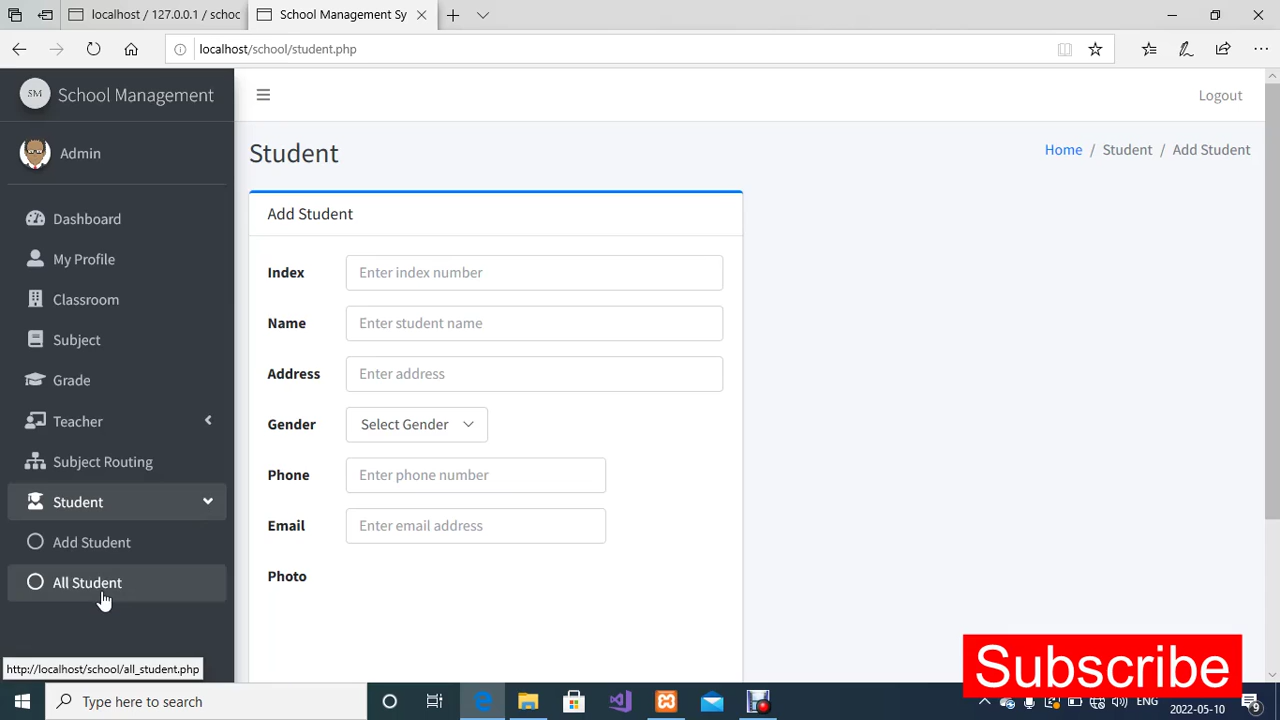 localhost / 127.0.0.1 / schoc
School Management Sy
localhost/school/student.php
SM
School Management
Logout
Admin
Student
Home / Student / Add Student
Add Student
Dashboard
My Profile
Classroom
Subject
Grade
Teacher
Subject Routing
Student
Add Student
All Student
Index
Enter index number
Name
Enter student name
Address
Enter address
Gender
Select Gender
Phone
Enter phone number
Email
Enter email address
Photo
http://localhost/school/all_student.php
Subscribe
Type here to search
ENG
2022-05-10
9